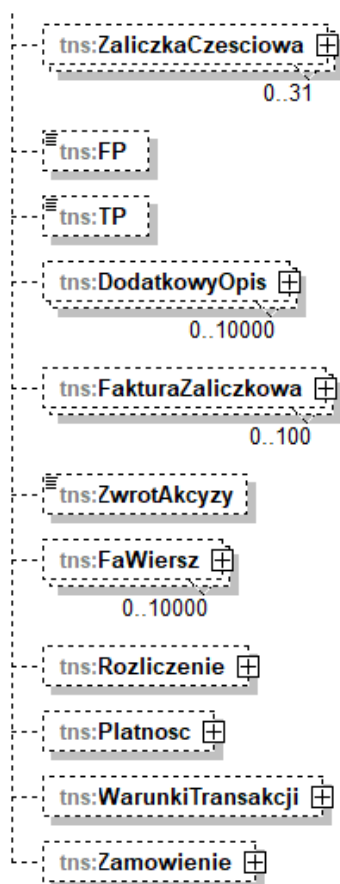 tns:ZaliczkaCzesciowa
0..31
tns:FP
tns:TP
tns:DodatkowyOpis
0..10000
tns:FakturaZaliczkowa
0..100
tns:ZwrotAkcyzy
tns:FaWiersz
0..10000
tns:Rozliczenie
tns:Platnosc
tns:WarunkiTransakcji
tns:Zamowienie